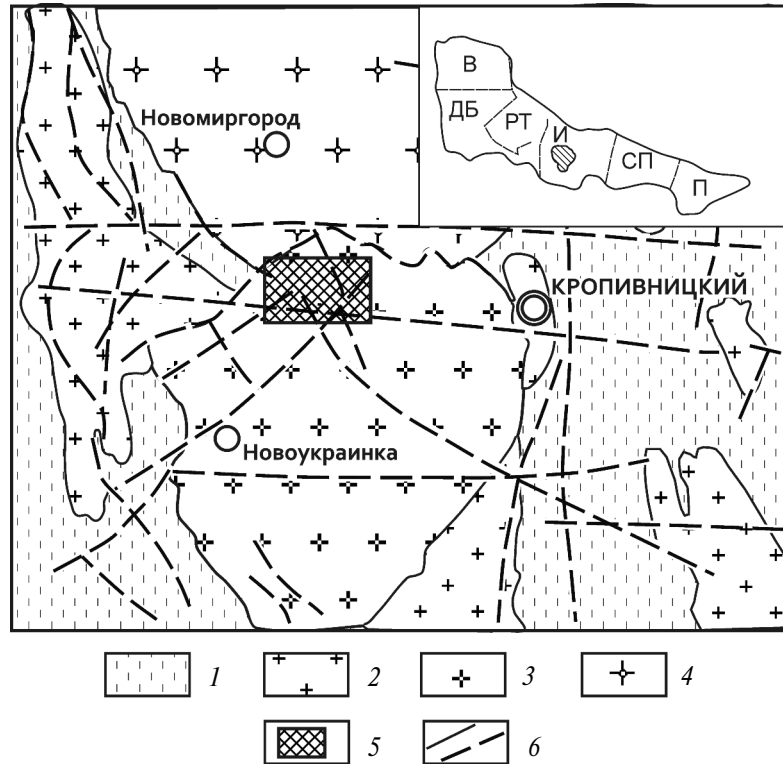 Новомиргород
В
ДБ
РТ
И
СП
П
КРОПИВНИЦКИЙ
Новоукраинка
1
2
3
4
5
6